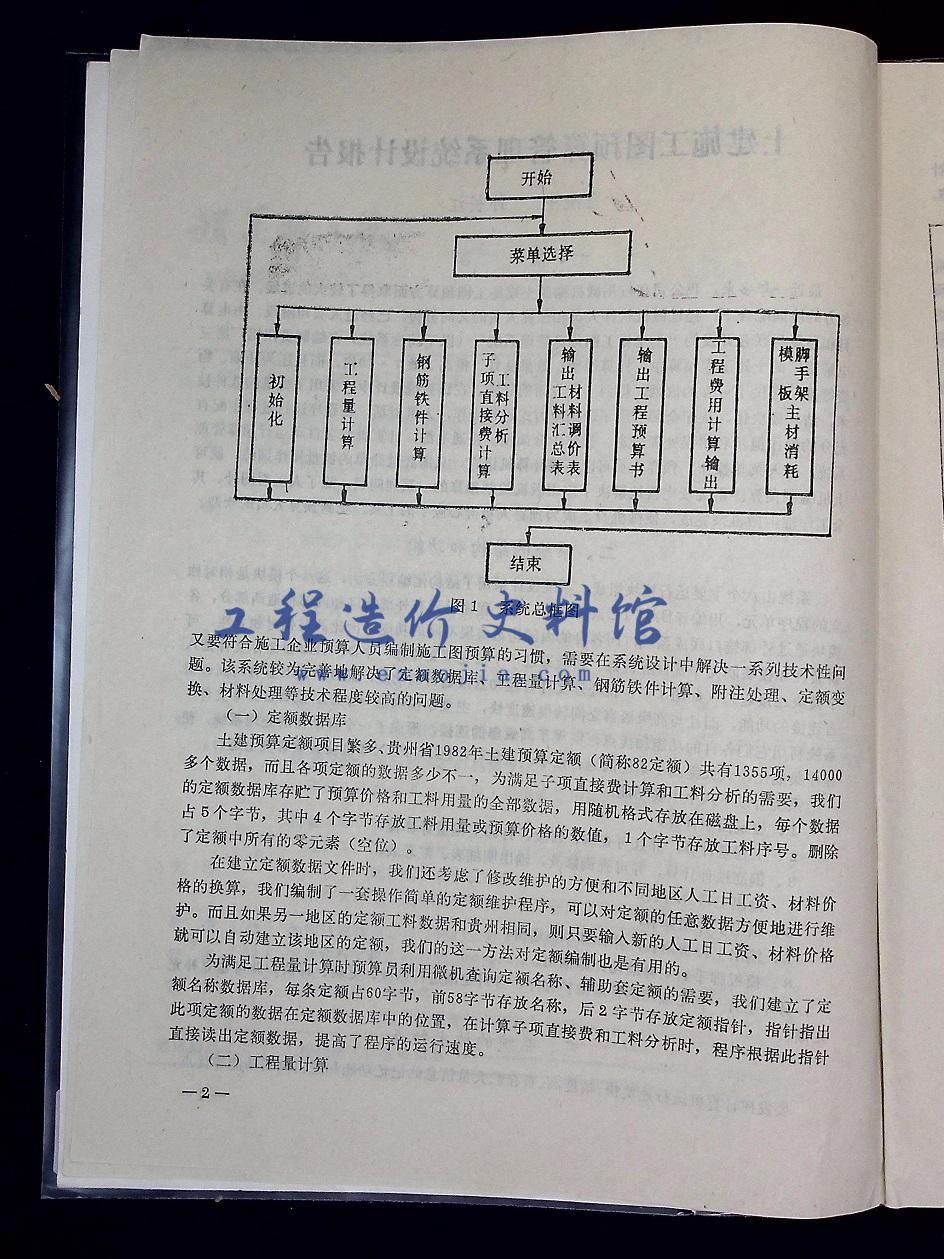 开始
菜单选择
初始化
工程量计算
钢筋铁件计算
子项直接费计算
工料分析
输出材料调价表
工料汇总表
输出工程预算书
工程费用计算输出
脚手架主材消耗
模板
结束
图1 系统总框图
工程造价史料馆
又要符合施工企业预算人员编制施工图预算的习惯，需要在系统设计中解决一系列技术性问
题。该系统较为完善地解决了定额数据库、工程量计算、钢筋铁件计算、附注处理、定额变
换、材料处理等技术程度较高的问题。
（一）定额数据库
土建预算定额项目繁多、贵州省1982年土建预算定额（简称82定额）共有1355项，14000
多个数据，而且各项定额的数据多少不一，为满足子项直接费计算和工料分析的需要，我们
的定额数据库存贮了预算价格和工料用量的全部数据，用随机格式存放在磁盘上，每个数据
占5个字节，其中4个字节存放工料用量或预算价格的数值，1个字节存放工料序号。删除
了定额中所有的零元素（空位）。
在建立定额数据文件时，我们还考虑了修改维护的方便和不同地区人工日工资、材料价
格的换算，我们编制了一套操作简单的定额维护程序，可以对定额的任意数据方便地进行维
护。而且如果另一地区的定额工料数据和贵州相同，则只要输入新的人工日工资、材料价格
就可以自动建立该地区的定额，我们的这一方法对定额编制也是有用的。
为满足工程量计算时预算员利用微机查询定额名称、辅助套定额的需要，我们建立了定
额名称数据库，每条定额占60字节，前58字节存放名称，后2字节存放定额指针，指针指出
此项定额的数据在定额数据库中的位置，在计算子项直接费和工料分析时，程序根据此指针
直接读出定额数据，提高了程序的运行速度。
（二）工程量计算
—2—